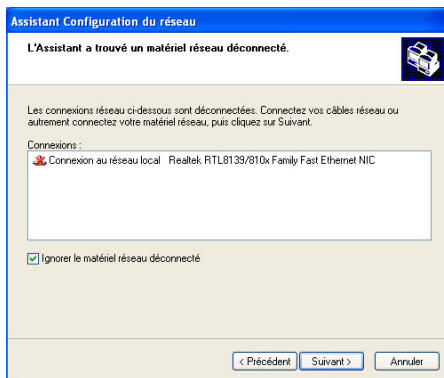 Assistant Configuration du réseau
L'Assistant a trouvé un matériel réseau déconnecté.
Les connexions réseau ci-dessous sont déconnectées. Connectez vos câbles réseau ou
autrement connectez votre matériel réseau, puis cliquez sur Suivant.
Connexions :
Connexion au réseau local Realtek RTL8139/810x Family Fast Ethernet NIC
Ignorer le matériel réseau déconnecté
< Précédent Suivant > Annuler